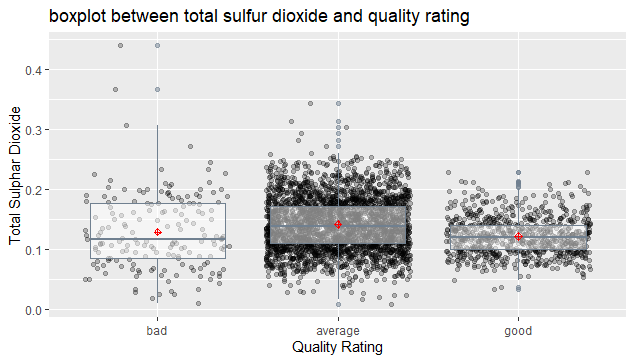 boxplot between total sulfur dioxide and quality rating
Total Sulphar Dioxide
0.4
0.3
0.2
0.1
0.0
bad average good
Quality Rating